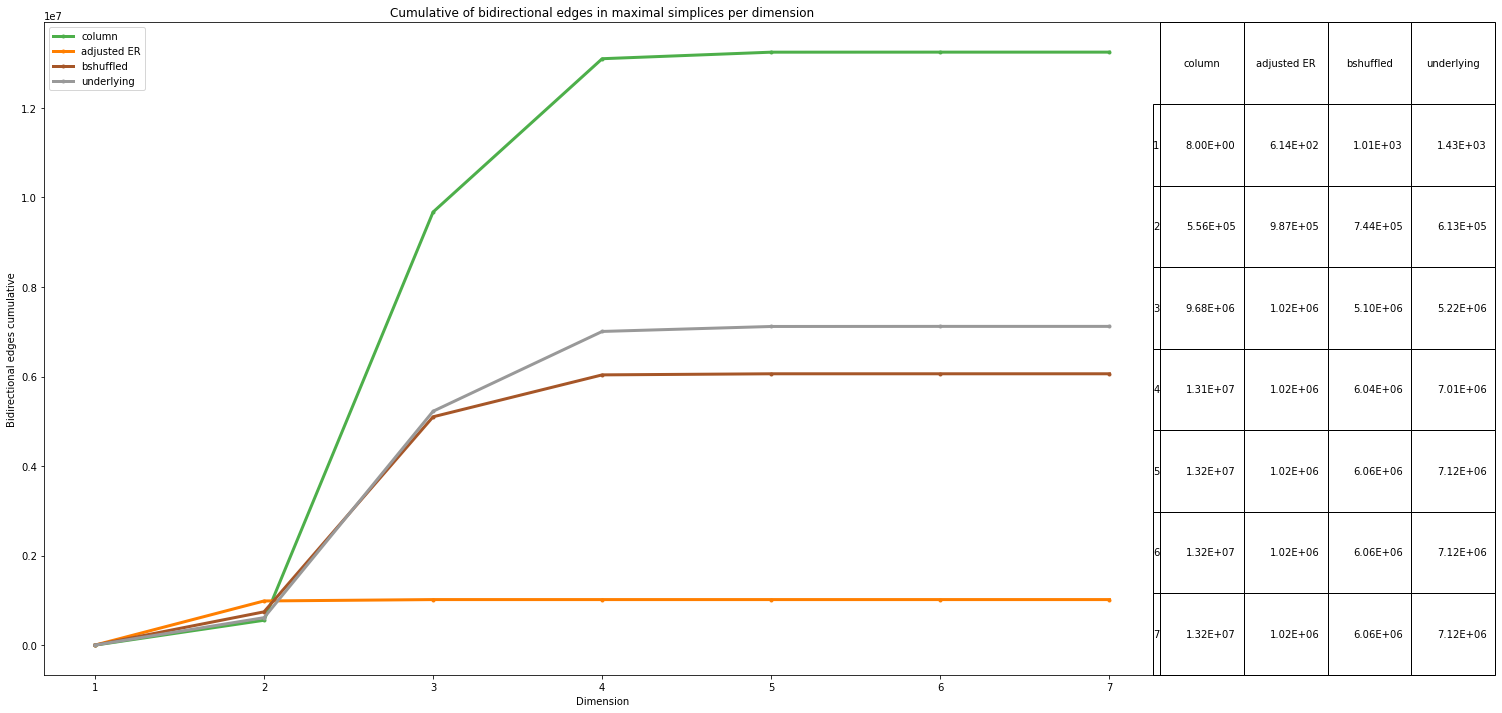 Cumulative of bidirectional edges in maximal simplices per dimension
1e7
column
adjusted ER
bshuffled
underlying
1.2
1.0
0.8
0.6
0.4
0.2
0.0
Bidirectional edges cumulative
1 2 3 4 5 6 7
Dimension
column adjusted ER bshuffled underlying
1 8.00E+00 6.14E+02 1.01E+03 1.43E+03
2 5.56E+05 9.87E+05 7.44E+05 6.13E+05
3 9.68E+06 1.02E+06 5.10E+06 5.22E+06
4 1.31E+07 1.02E+06 6.04E+06 7.01E+06
5 1.32E+07 1.02E+06 6.06E+06 7.12E+06
6 1.32E+07 1.02E+06 6.06E+06 7.12E+06
7 1.32E+07 1.02E+06 6.06E+06 7.12E+06